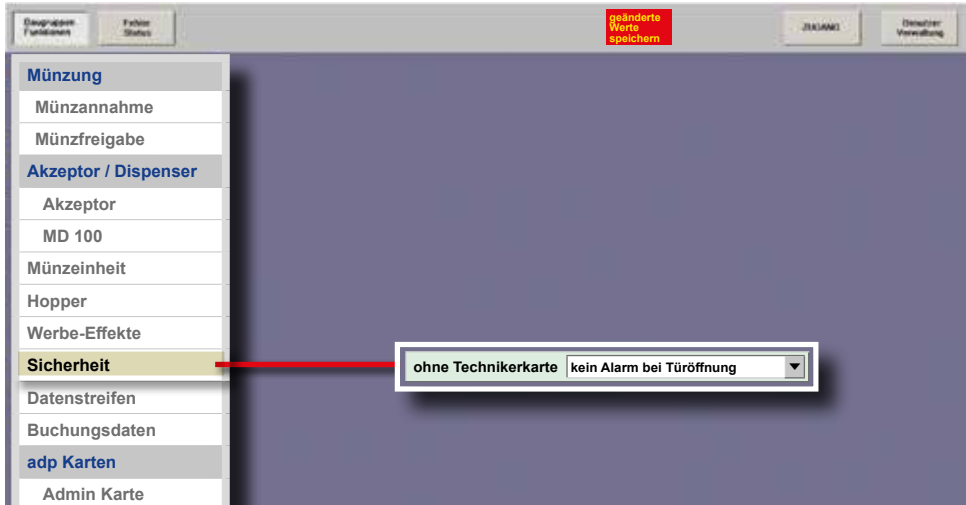 Baugruppen
Funktionen
Fehler
Status
geänderte
Werte
speichern
ZUGANG
Benutzer
Verwaltung
Münzung
Münzannahme
Münzfreigabe
Akzeptor / Dispenser
Akzeptor
MD 100
Münzeinheit
Hopper
Werbe-Effekte
Sicherheit
ohne Technikerkarte kein Alarm bei Türöffnung
Datenstreifen
Buchungsdaten
adp Karten
Admin Karte